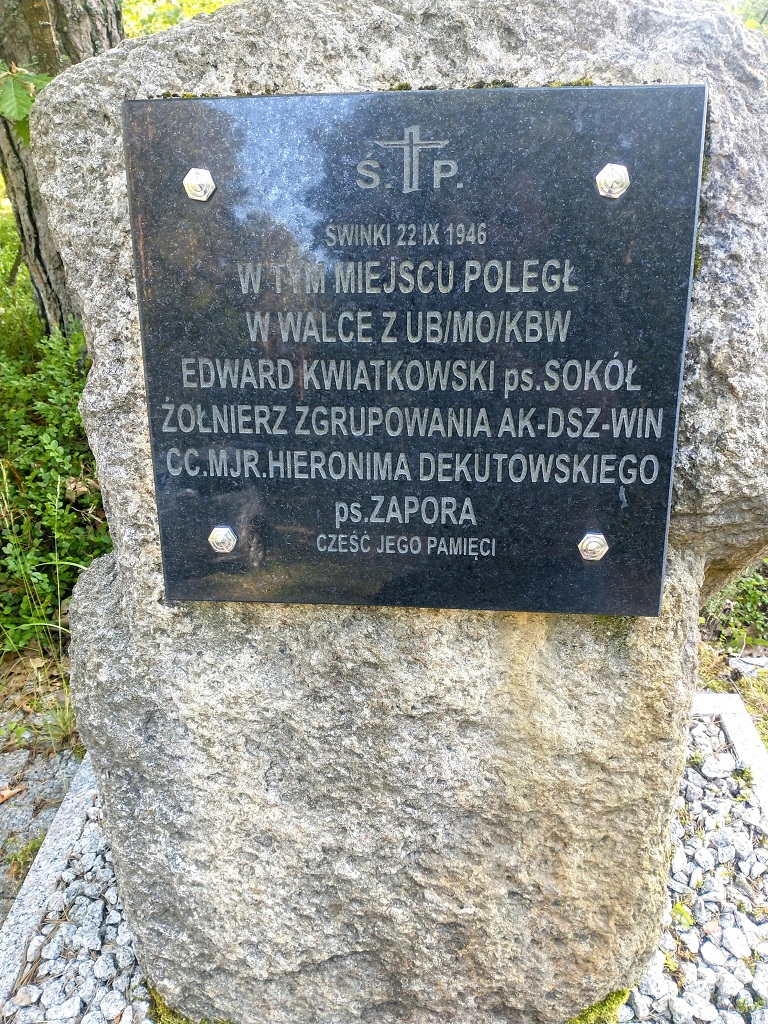 Ś. P.
SWINKI 22 IX 1946
W TYM MIEJSCU POLEGŁ
W WALCE Z UB/MO/KBW
EDWARD KWIATKOWSKI ps.SOKÓŁ
ŻOŁNIERZ ZGRUPOWANIA AK-DSZ-WIN
CC.MJR.HIERONIMA DEKUTOWSKIEGO
ps.ZAPORA
CZEŚĆ JEGO PAMIĘCI